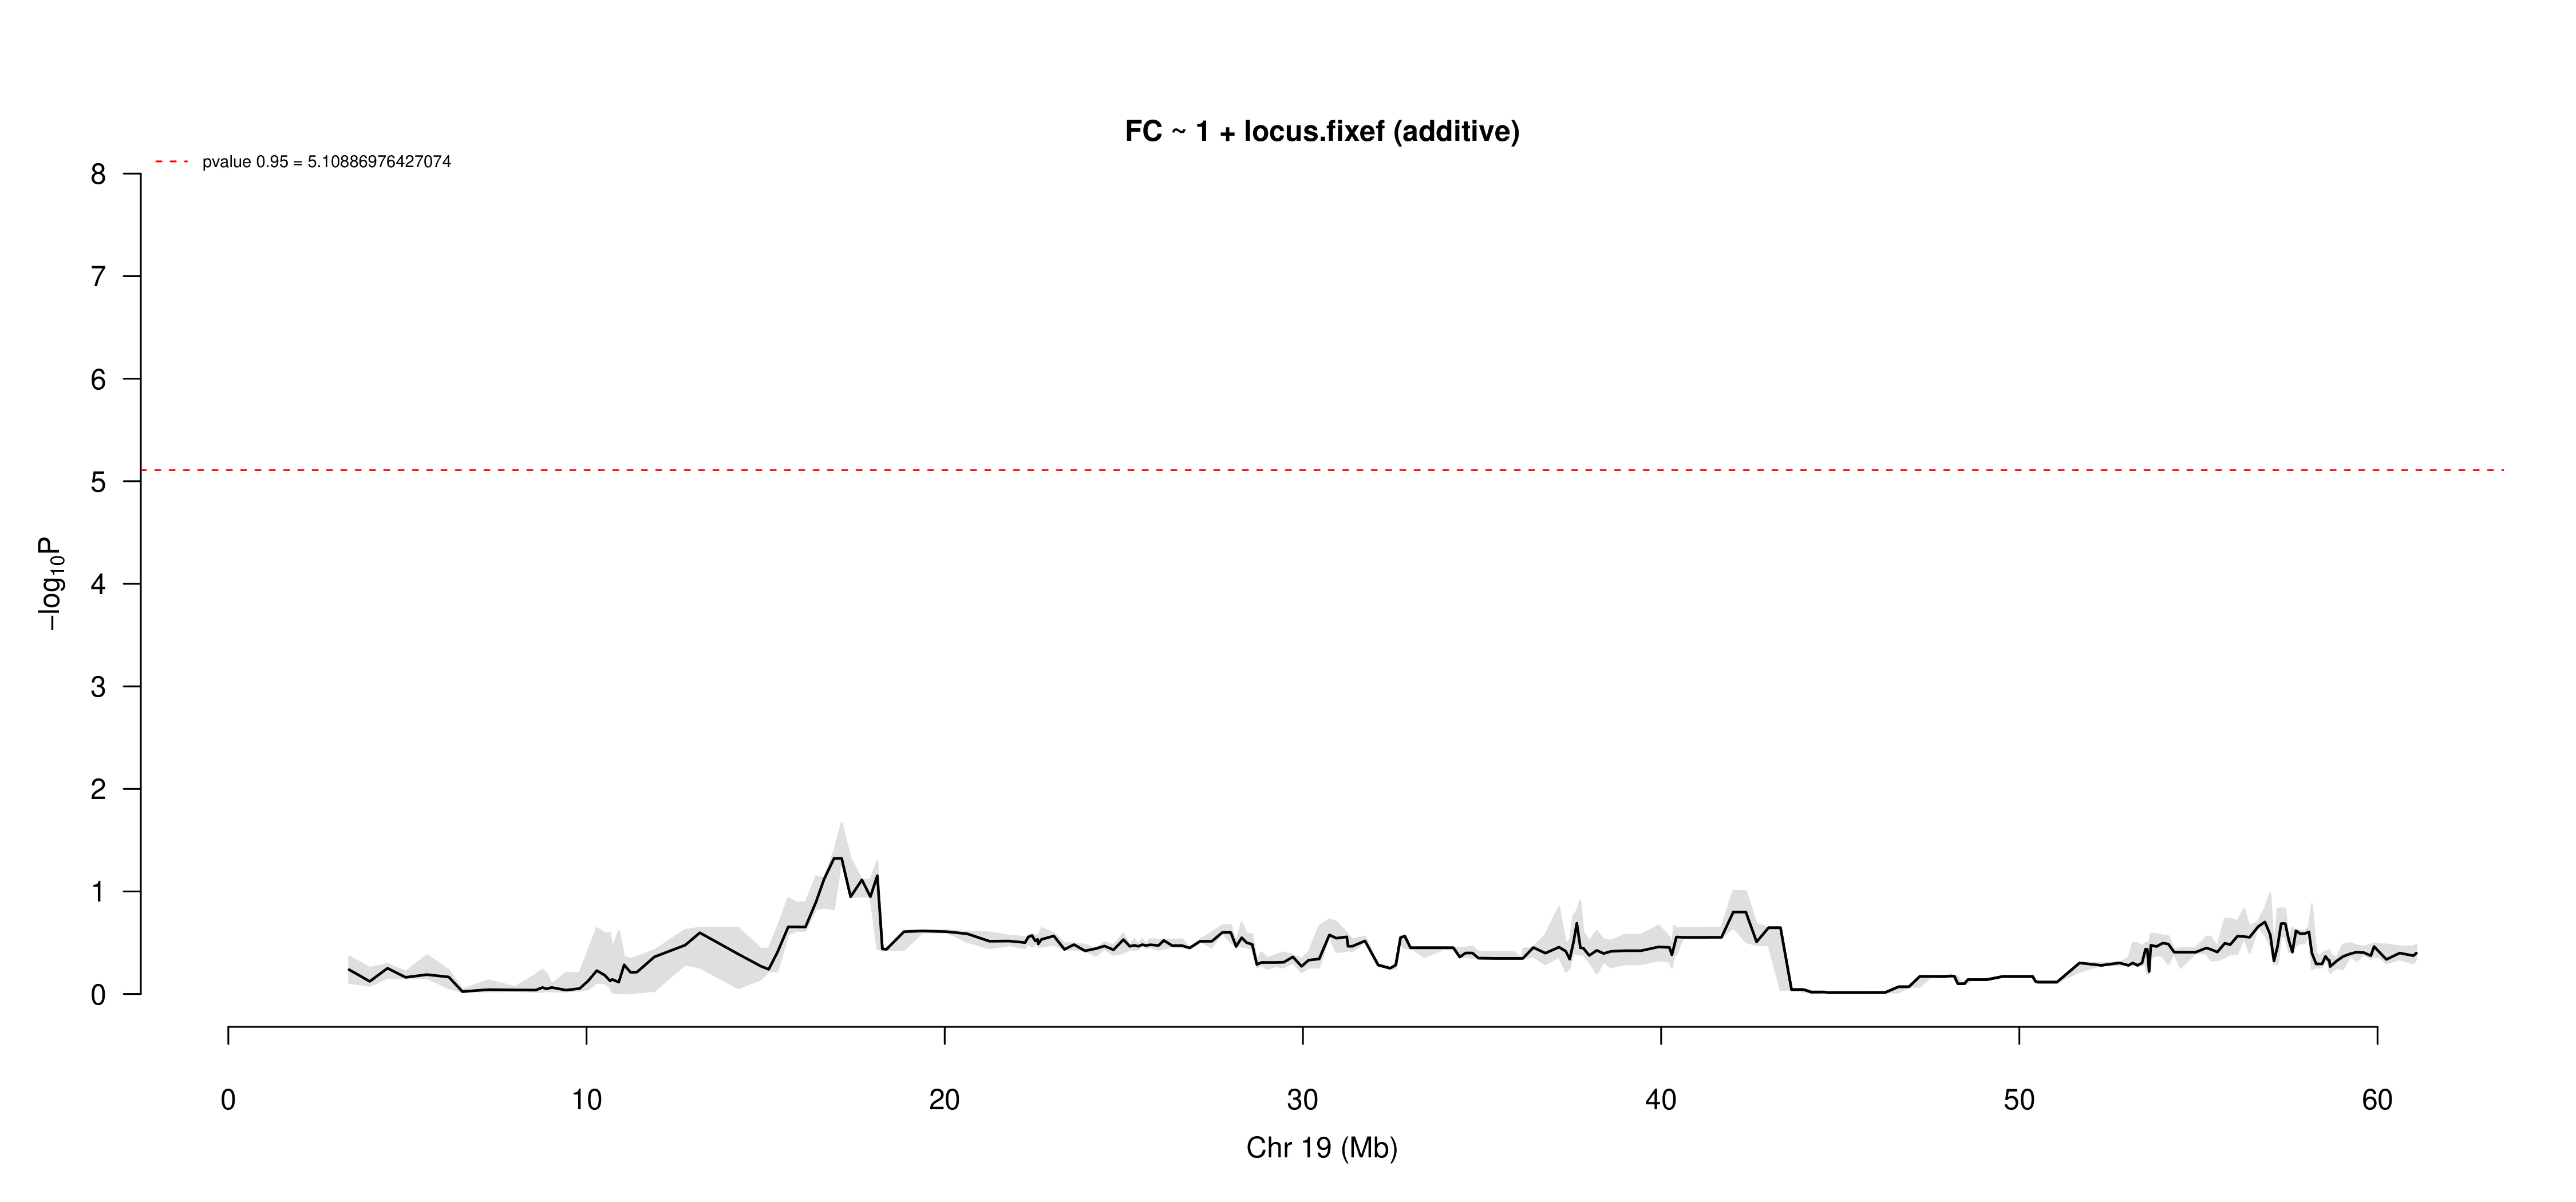 FC ~ 1 + locus.fixef (additive)
pvalue 0.95 = 5.10886976427074
8
7
6
5
4
3
2
1
0
−log10P
0 10 20 30 40 50 60
Chr 19 (Mb)